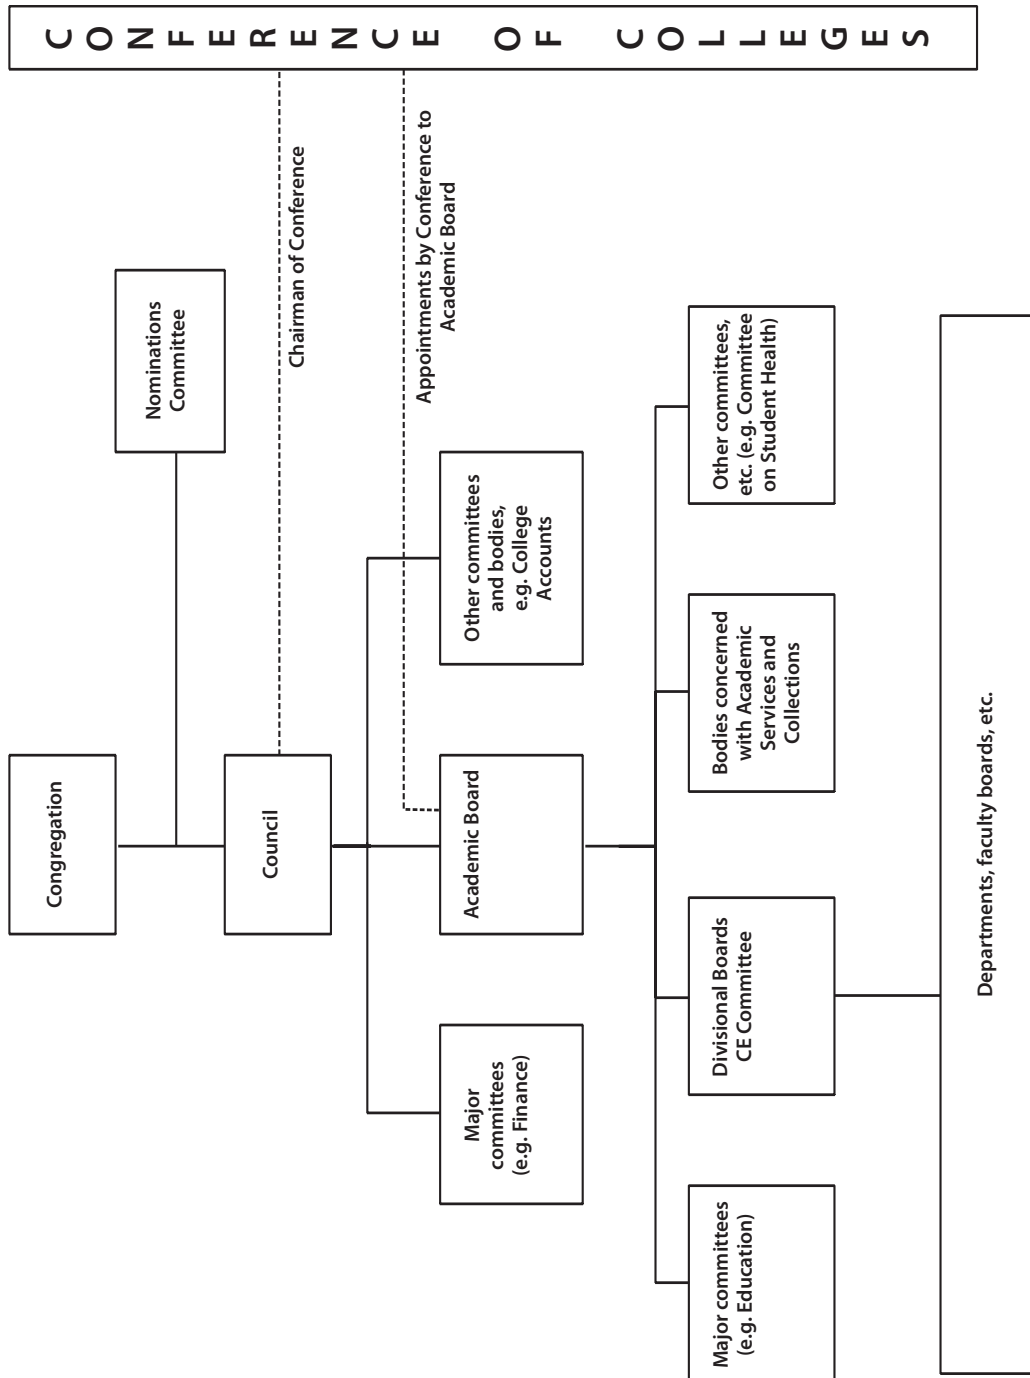 CONFERENCE OF COLLEGES
Congregation
Nominations
Committee
Council
Chairman of Conference
Appointments by Conference to
Academic Board
Major
committees
(e.g. Finance)
Academic Board
Other committees
and bodies,
e.g. College
Accounts
Major committees
(e.g. Education)
Divisional Boards
CE Committee
Bodies concerned
with Academic
Services and
Collections
Other committees,
etc. (e.g. Committee
on Student Health)
Departments, faculty boards, etc.